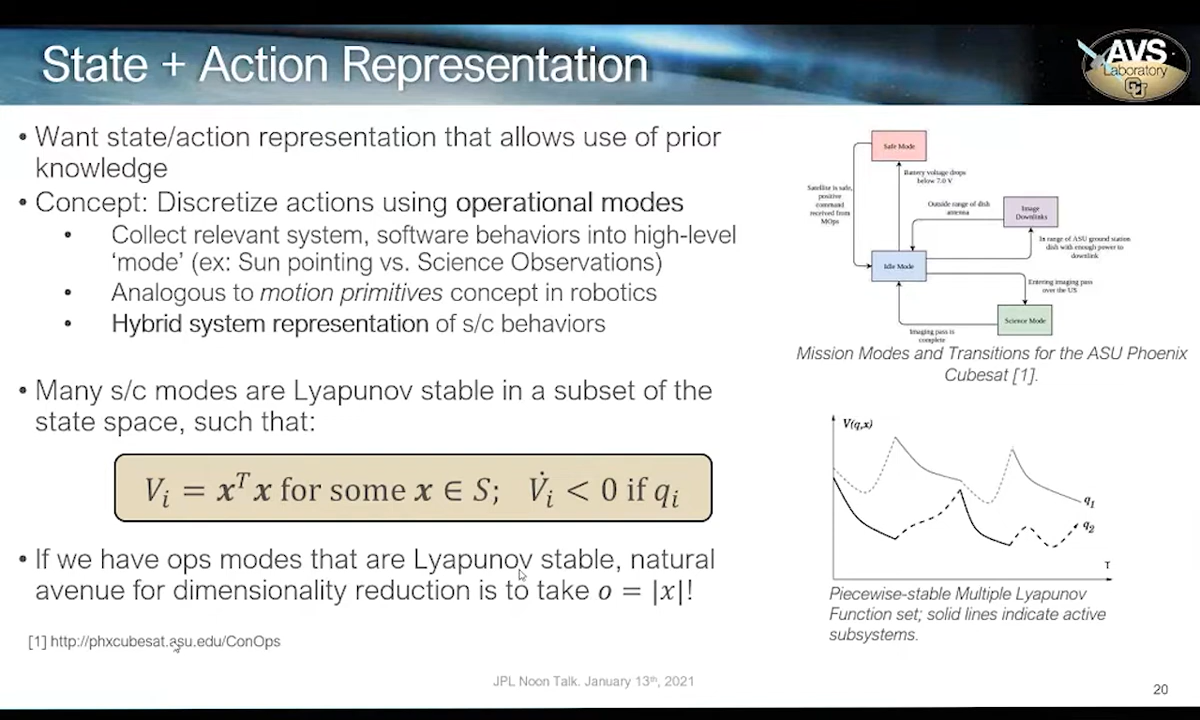 State + Action Representation
AVS
Laboratory
CU
• Want state/action representation that allows use of prior
knowledge
• Concept: Discretize actions using operational modes
• Collect relevant system, software behaviors into high-level
‘mode’ (ex: Sun pointing vs. Science Observations)
• Analogous to motion primitives concept in robotics
• Hybrid system representation of s/c behaviors
• Many s/c modes are Lyapunov stable in a subset of the
state space, such that:
V_i = x^T x for some x ∈ S; V̇_i < 0 if q_i
• If we have ops modes that are Lyapunov stable, natural
avenue for dimensionality reduction is to take o = |x|!
[1] http://phxcubesat.asu.edu/ConOps
Safe Mode
Battery voltage drops
below 7.0 V
Satellite is safe,
positive
command
received from
MOps
Outside range of dish
antenna
Image
Downlinks
In range of ASU ground station
dish with enough power to
downlink
Idle Mode
Entering imaging pass
over the US
Science Mode
Imaging pass is
complete
Mission Modes and Transitions for the ASU Phoenix
Cubesat [1].
V(q,x)
q1
q2
T
Piecewise-stable Multiple Lyapunov
Function set; solid lines indicate active
subsystems.
JPL Noon Talk. January 13th, 2021
20